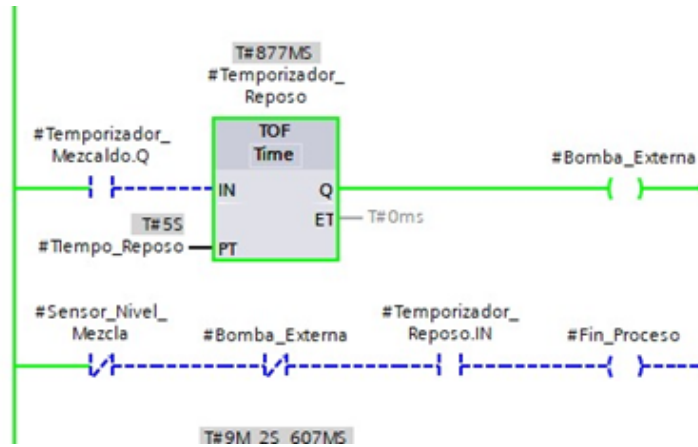 T#877MS
#Temporizador_
Reposo
#Temporizador_
Mezcaldo.Q
TOF
Time
#Bomba_Externa
IN
Q
T#5S
ET
T#0ms
#TIempo_Reposo
PT
#Sensor_Nivel_
Mezcla
#Bomba_Externa
#Temporizador_
Reposo.IN
#Fin_Proceso
T#9M_2S_607MS